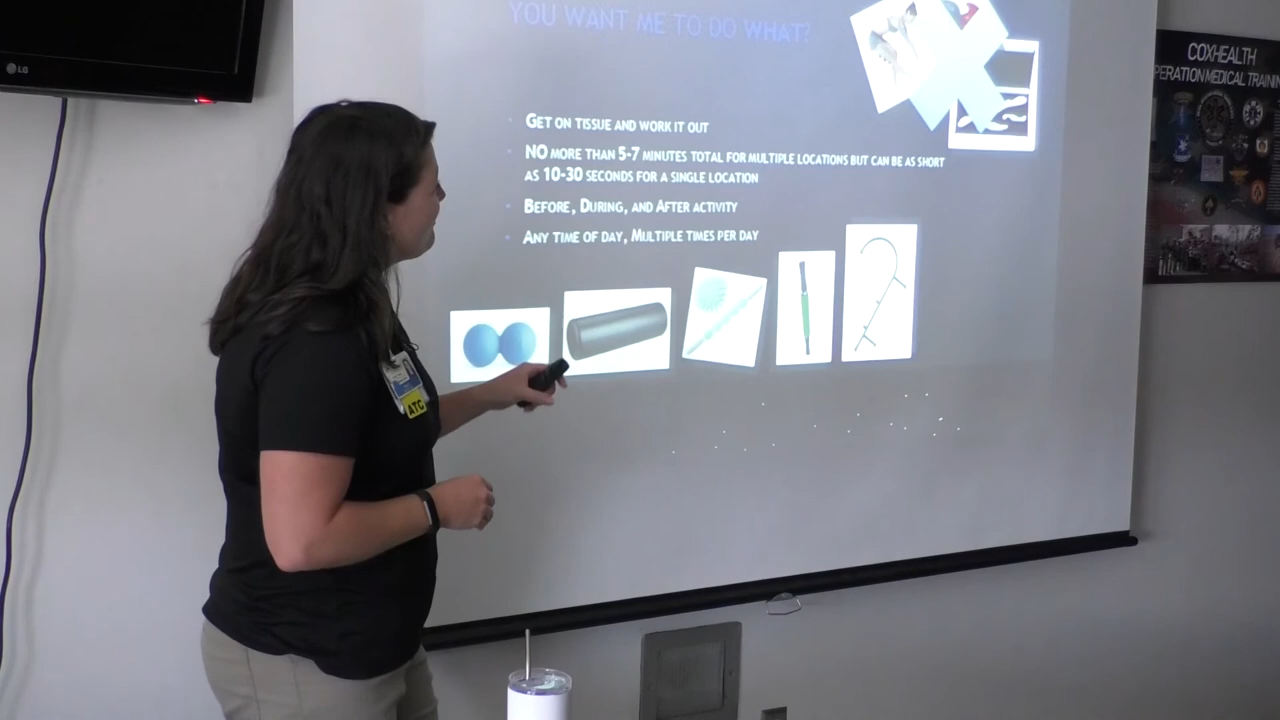 LG
YOU WANT ME TO DO WHAT?
COXHEALTH
PERATION MEDICAL TRAIN
GET ON TISSUE AND WORK IT OUT
NO MORE THAN 5-7 MINUTES TOTAL FOR MULTIPLE LOCATIONS BUT CAN BE AS SHORT
AS 10-30 SECONDS FOR A SINGLE LOCATION
BEFORE, DURING, AND AFTER ACTIVITY
ANY TIME OF DAY, MULTIPLE TIMES PER DAY
ATC